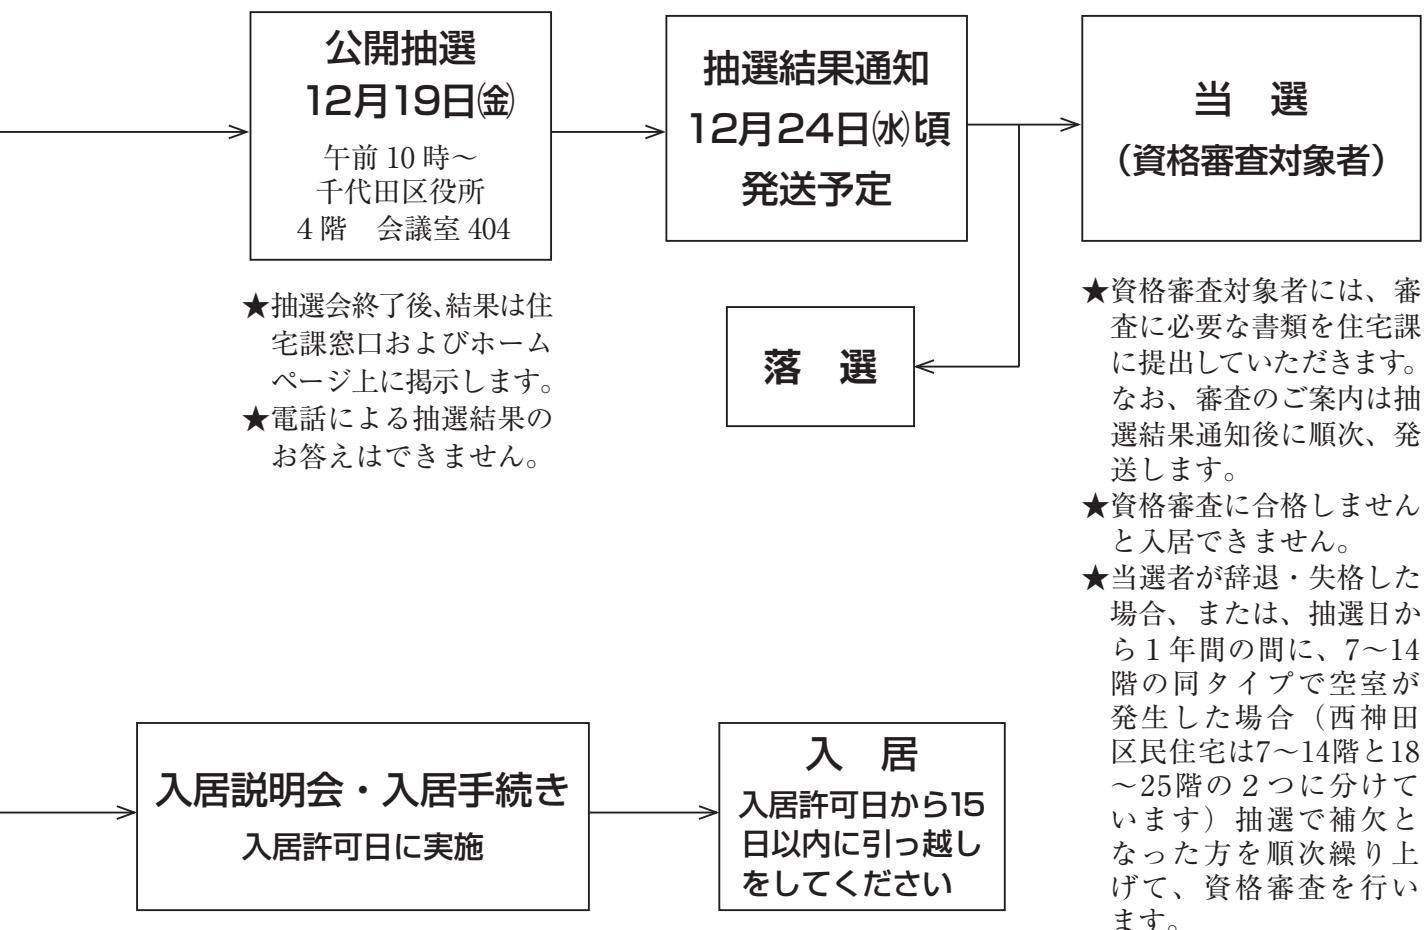 公開抽選
12月19日㈮
午前 10 時～
千代田区役所
4 階　会議室 404
★抽選会終了後、結果は住
宅課窓口およびホーム
ページ上に掲示します。
★電話による抽選結果の
お答えはできません。
抽選結果通知
12月24日㈬頃
発送予定
落　選
当　選
（資格審査対象者）
★資格審査対象者には、審
査に必要な書類を住宅課
に提出していただきます。
なお、審査のご案内は抽
選結果通知後に順次、発
送します。
★資格審査に合格しません
と入居できません。
★当選者が辞退・失格した
場合、または、抽選日か
ら１年間の間に、7～14
階の同タイプで空室が
発生した場合（西神田
区民住宅は7～14階と18
～25階の２つに分けて
います）抽選で補欠と
なった方を順次繰り上
げて、資格審査を行い
ます。
入居説明会・入居手続き
入居許可日に実施
入　居
入居許可日から15
日以内に引っ越し
をしてください